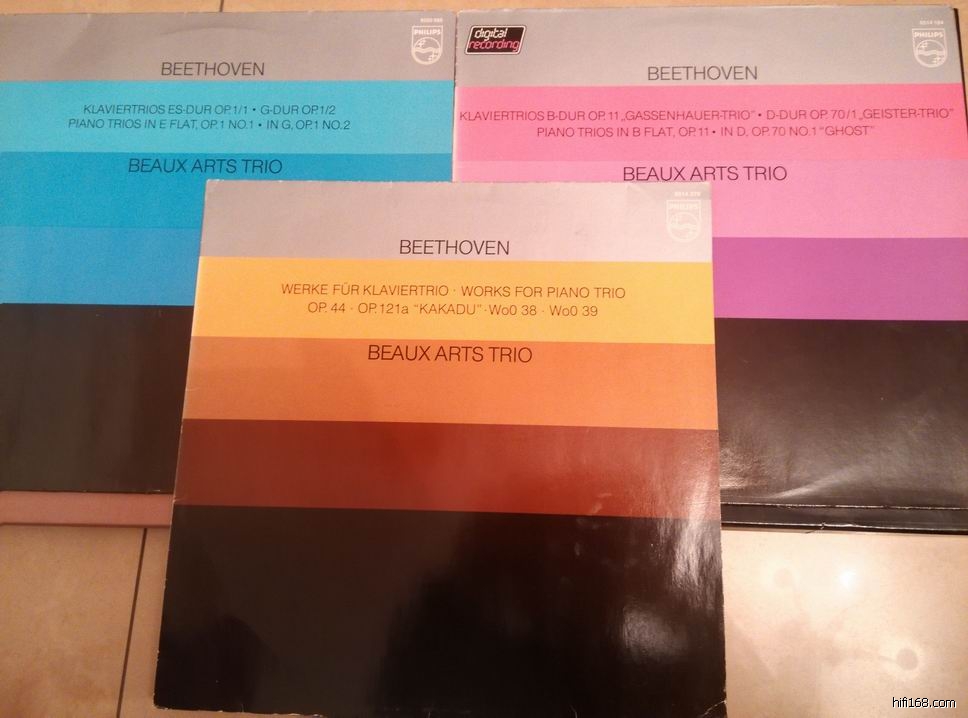 PHILIPS
BEETHOVEN
KLAVIERTRIOS ES-DUR OP.1/1 • G-DUR OP.1/2
PIANO TRIOS IN E FLAT, OP.1 NO.1 • IN G, OP.1 NO.2
BEAUX ARTS TRIO
digital
recording
6514 184
PHILIPS
BEETHOVEN
KLAVIERTRIOS B-DUR OP. 11 „GASSENHAUER-TRIO” • D-DUR OP. 70/1 „GEISTER-TRIO”
PIANO TRIOS IN B FLAT, OP.11 • IN D, OP.70 NO.1 “GHOST”
BEAUX ARTS TRIO
PHILIPS
BEETHOVEN
WERKE FÜR KLAVIERTRIO · WORKS FOR PIANO TRIO
OP. 44 · OP.121a “KAKADU” · WoO 38 · WoO 39
BEAUX ARTS TRIO
hifi168.com